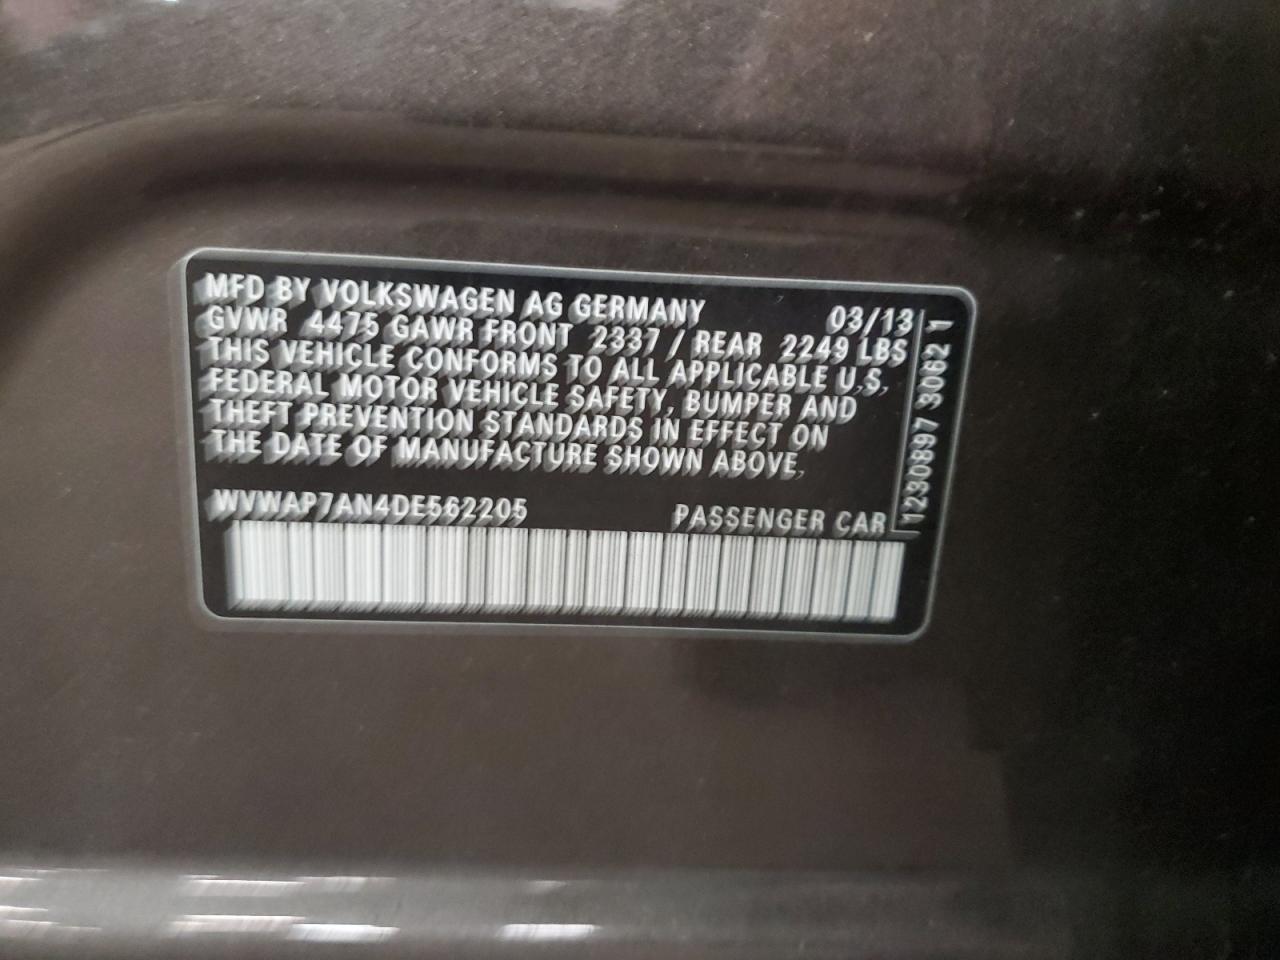 MFD BY VOLKSWAGEN AG GERMANY 03/13
GVWR 4475 GAWR FRONT 2337 / REAR 2249 LBS
THIS VEHICLE CONFORMS TO ALL APPLICABLE U.S.
FEDERAL MOTOR VEHICLE SAFETY, BUMPER AND
THEFT PREVENTION STANDARDS IN EFFECT ON
THE DATE OF MANUFACTURE SHOWN ABOVE.
WVWAP7AN4DE562205 PASSENGER CAR
1230897 3062 1